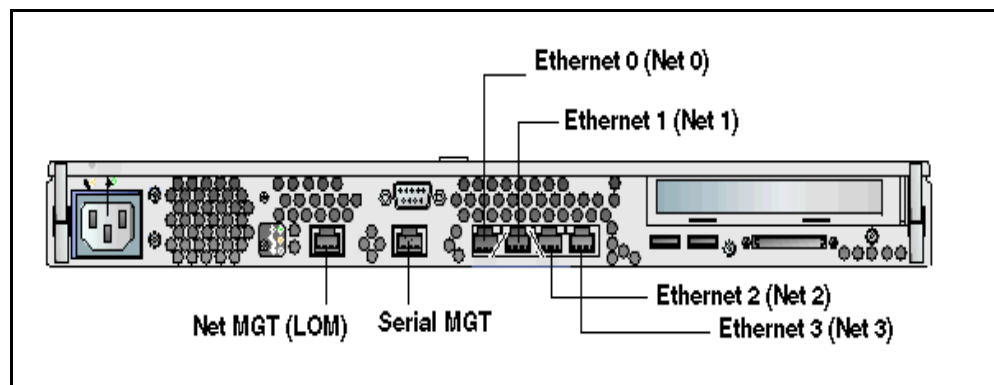 Ethernet 0 (Net 0)
Ethernet 1 (Net 1)
Ethernet 2 (Net 2)
Net MGT (LOM)
Serial MGT
Ethernet 3 (Net 3)